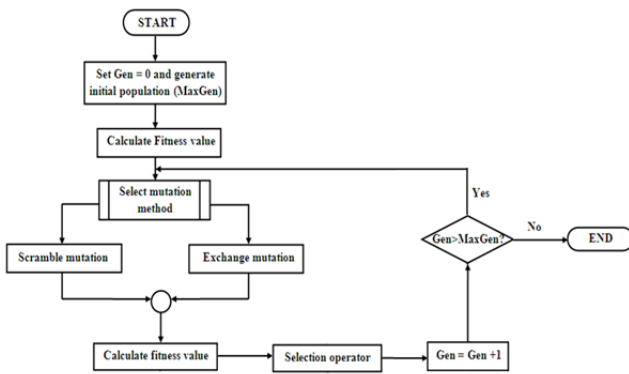 START
Set Gen = 0 and generate
initial population (MaxGen)
Calculate Fitness value
Select mutation
method
Scramble mutation
Exchange mutation
Calculate fitness value
Selection operator
Gen = Gen +1
Gen>MaxGen?
Yes
No
END